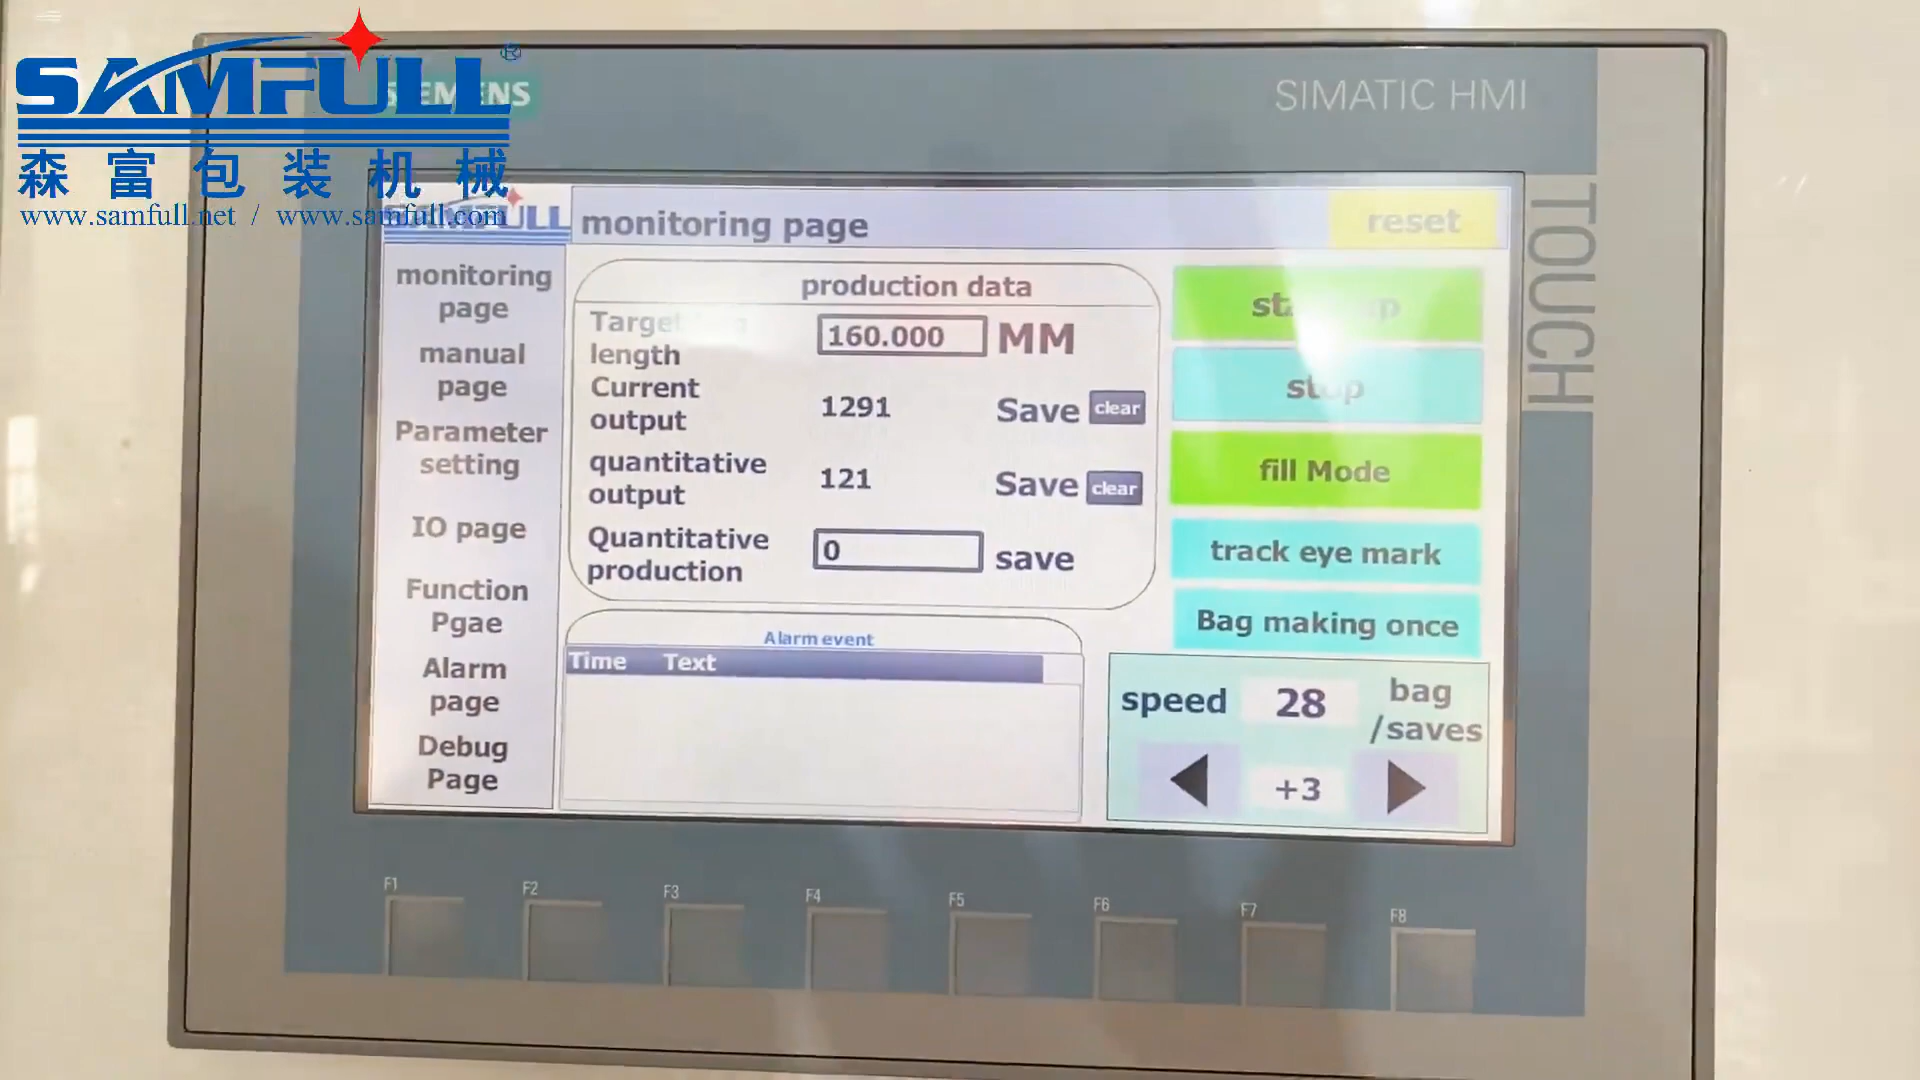 SAMFULL
®
森富包装机械
www.samfull.net / www.samfull.com
SIEMENS
SIMATIC HMI
TOUCH
SAMFULL
monitoring page
reset
monitoring
page
manual
page
Parameter
setting
IO page
Function
Pgae
Alarm
page
Debug
Page
production data
length
160.000
MM
Current
output
1291
Save
clear
quantitative
output
121
Save
clear
Quantitative
production
0
save
Alarm event
Time Text
stop
fill Mode
track eye mark
Bag making once
speed
28
bag
/saves
+3
F1
F2
F3
F4
F5
F6
F7
F8